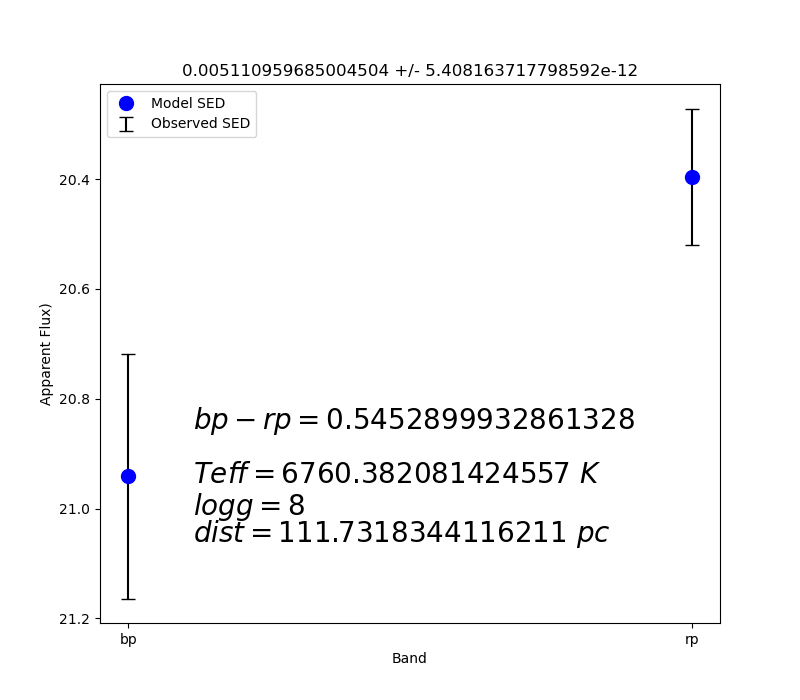 0.005110959685004504 +/- 5.408163717798592e-12
Model SED
Observed SED
20.4
20.6
20.8
21.0
21.2
Apparent Flux)
bp − rp = 0.5452899932861328
Teff = 6760.382081424557 K
logg = 8
dist = 111.7318344116211 pc
bp
rp
Band